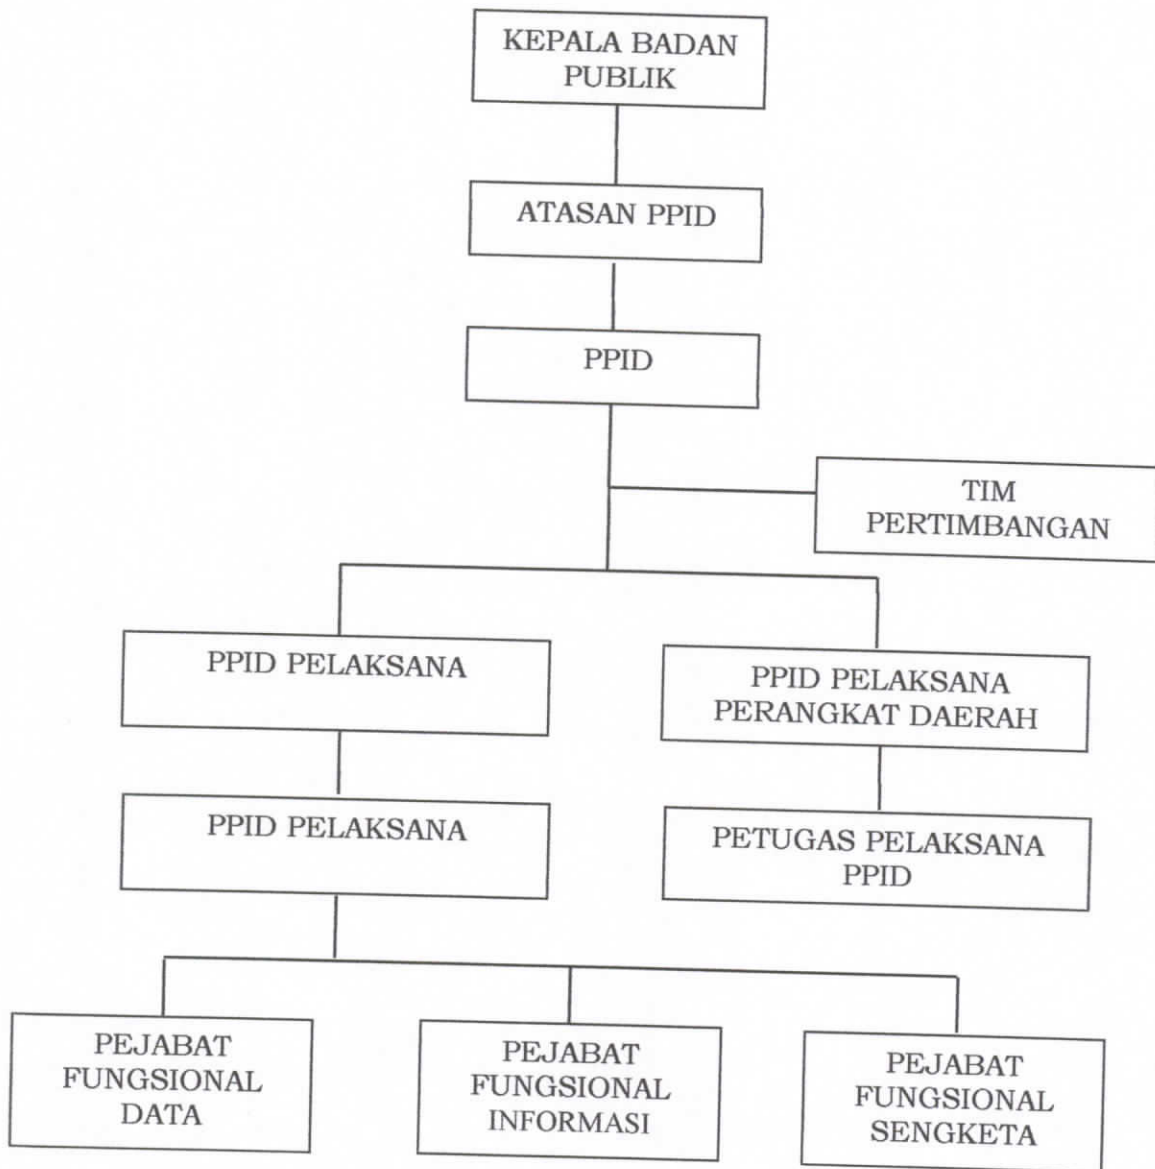 KEPALA BADAN
PUBLIK
ATASAN PPID
PPID
TIM
PERTIMBANGAN
PPID PELAKSANA
PPID PELAKSANA
PERANGKAT DAERAH
PPID PELAKSANA
PETUGAS PELAKSANA
PPID
PEJABAT
FUNGSIONAL
DATA
PEJABAT
FUNGSIONAL
INFORMASI
PEJABAT
FUNGSIONAL
SENGKETA